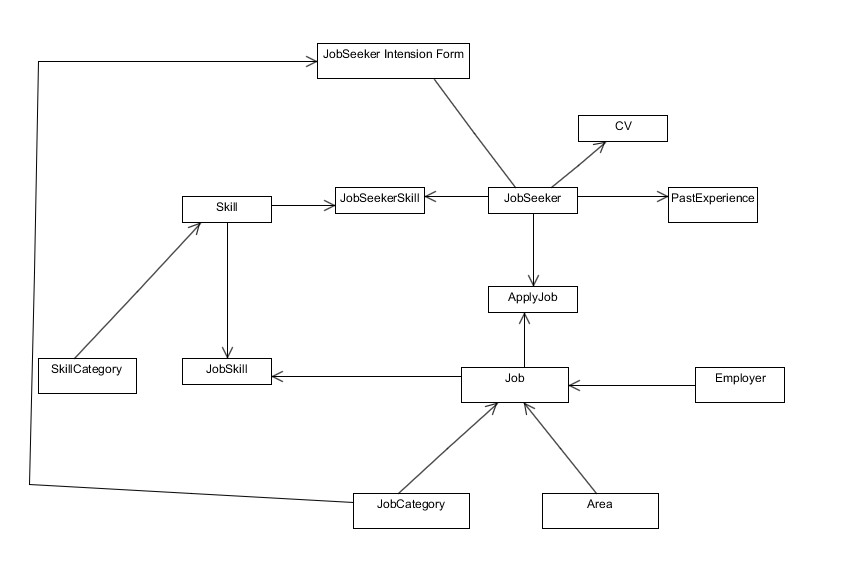 JobSeeker Intension Form
CV
JobSeekerSkill
JobSeeker
PastExperience
Skill
ApplyJob
SkillCategory
JobSkill
Job
Employer
JobCategory
Area